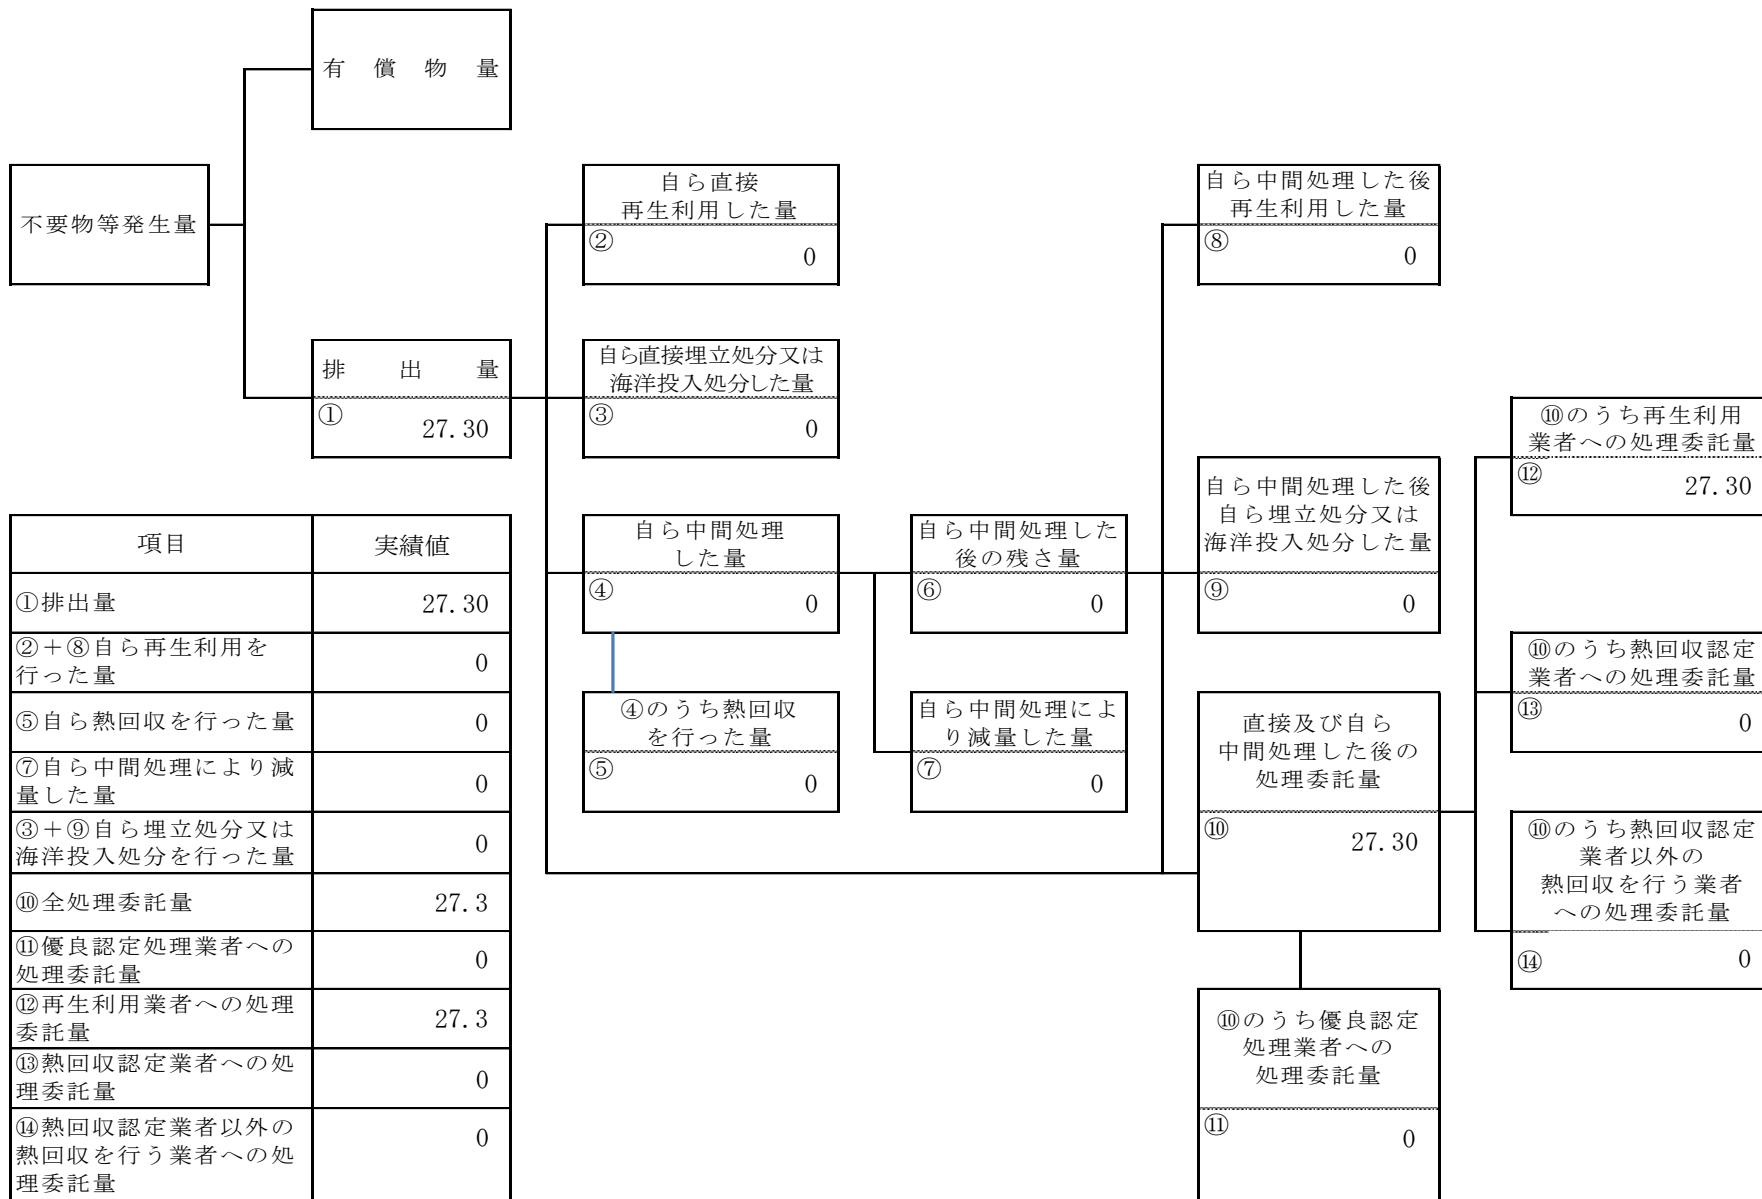 有償物量
不要物等発生量
排出量
①
27.30
自ら直接
再生利用した量
②
0
自ら直接埋立処分又は
海洋投入処分した量
③
0
自ら中間処理
した量
④
0
④のうち熱回収
を行った量
⑤
0
自ら中間処理した
後の残さ量
⑥
0
自ら中間処理によ
り減量した量
⑦
0
自ら中間処理した後
再生利用した量
⑧
0
自ら中間処理した後
自ら埋立処分又は
海洋投入処分した量
⑨
0
直接及び自ら
中間処理した後の
処理委託量
⑩
27.30
⑩のうち優良認定
処理業者への
処理委託量
⑪
0
⑩のうち再生利用
業者への処理委託量
⑫
27.30
⑩のうち熱回収認定
業者への処理委託量
⑬
0
⑩のうち熱回収認定
業者以外の
熱回収を行う業者
への処理委託量
⑭
0
項目 実績値
①排出量 27.30
②+⑧自ら再生利用を
行った量
0
⑤自ら熱回収を行った量 0
⑦自ら中間処理により減
量した量
0
③+⑨自ら埋立処分又は
海洋投入処分を行った量
0
⑩全処理委託量 27.3
⑪優良認定処理業者への
処理委託量
0
⑫再生利用業者への処理
委託量
27.3
⑬熱回収認定業者への処
理委託量
0
⑭熱回収認定業者以外の
熱回収を行う業者への処
理委託量
0